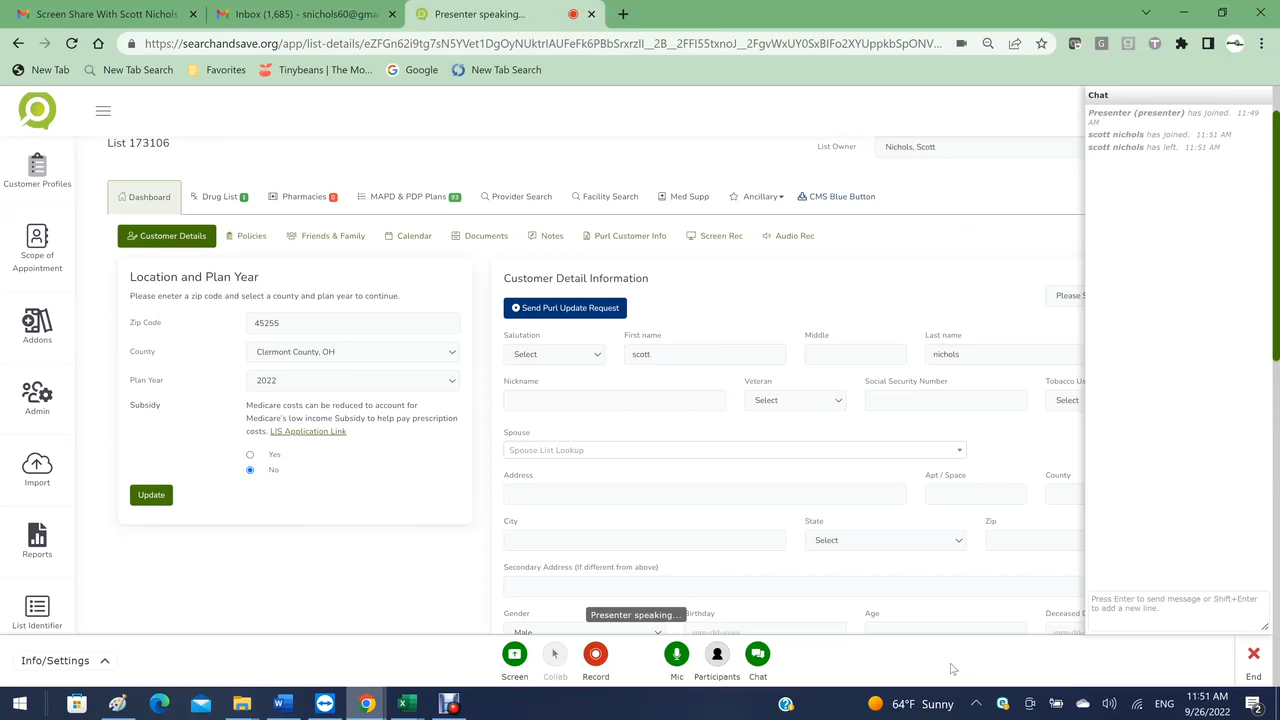 Screen Share With Scott Nichols
Inbox (1,685) - snichols60@gma
Presenter speaking...
https://searchandsave.org/app/list-details/
New Tab
New Tab Search
Favorites
Tinybeans | The Mo...
Google
New Tab Search
List 173106
List Owner
Nichols, Scott
Dashboard
Drug List 1
Pharmacies 0
MAPD & PDP Plans 93
Provider Search
Facility Search
Med Supp
Ancillary
CMS Blue Button
Customer Details
Policies
Friends & Family
Calendar
Documents
Notes
Purl Customer Info
Screen Rec
Audio Rec
Customer Profiles
Scope of
Appointment
Addons
Admin
Import
Reports
List Identifier
Location and Plan Year
Please eneter a zip code and select a county and plan year to continue.
Zip Code
45255
County
Clermont County, OH
Plan Year
2022
Subsidy
Medicare costs can be reduced to account for
Medicare's low income Subsidy to help pay prescription
costs. LIS Application Link
Yes
No
Update
Customer Detail Information
Send Purl Update Request
Please S
Salutation
First name
Middle
Last name
Select
scott
nichols
Nickname
Veteran
Social Security Number
Tobacco Us
Select
Select
Spouse
Spouse List Lookup
Address
Apt / Space
County
City
State
Zip
Select
Secondary Address (If different from above)
Gender
Birthday
Age
Deceased D
Male
mm-dd-yyyy
Presenter speaking...
Chat
Presenter (presenter) has joined. 11:49
AM
scott nichols has joined. 11:51 AM
scott nichols has left. 11:51 AM
Press Enter to send message or Shift+Enter
to add a new line.
Info/Settings
Screen
Collab
Record
Mic
Participants
Chat
End
64°F Sunny
ENG
11:51 AM
9/26/2022
2